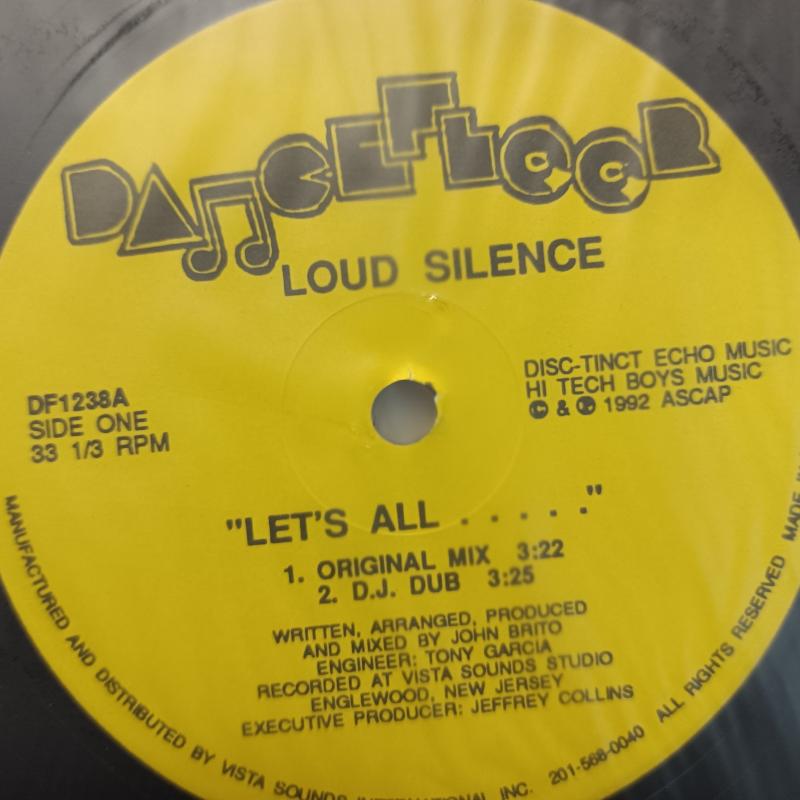 DANCEFLOOR
LOUD SILENCE
DISC-TINCT ECHO MUSIC
HI TECH BOYS MUSIC
© & ℗ 1992 ASCAP
DF1238A
SIDE ONE
33 1/3 RPM
"LET'S ALL . . . . ."
1. ORIGINAL MIX 3:22
2. D.J. DUB 3:25
WRITTEN, ARRANGED, PRODUCED
AND MIXED BY JOHN BRITO
ENGINEER: TONY GARCIA
RECORDED AT VISTA SOUNDS STUDIO
ENGLEWOOD, NEW JERSEY
EXECUTIVE PRODUCER: JEFFREY COLLINS
MANUFACTURED AND DISTRIBUTED BY VISTA SOUNDS INTERNATIONAL INC. 201-568-0040 ALL RIGHTS RESERVED MADE